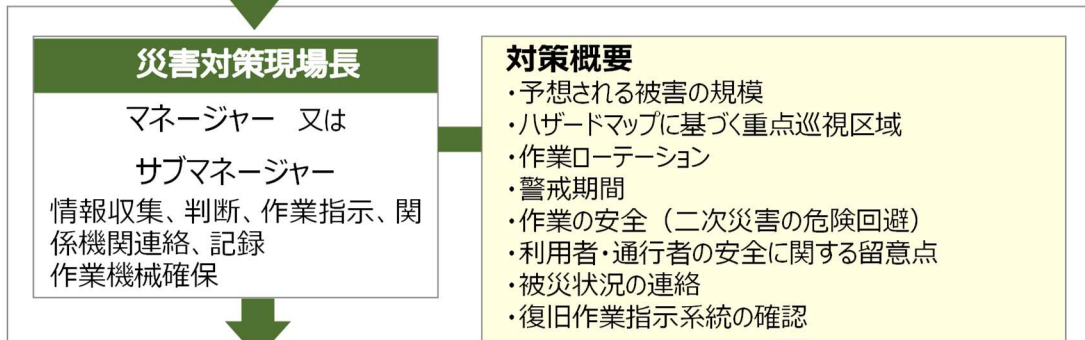 災害対策現場長
マネージャー 又は
サブマネージャー
情報収集、判断、作業指示、関
係機関連絡、記録
作業機械確保
対策概要
・予想される被害の規模
・ハザードマップに基づく重点巡視区域
・作業ローテーション
・警戒期間
・作業の安全（二次災害の危険回避）
・利用者・通行者の安全に関する留意点
・被災状況の連絡
・復旧作業指示系統の確認